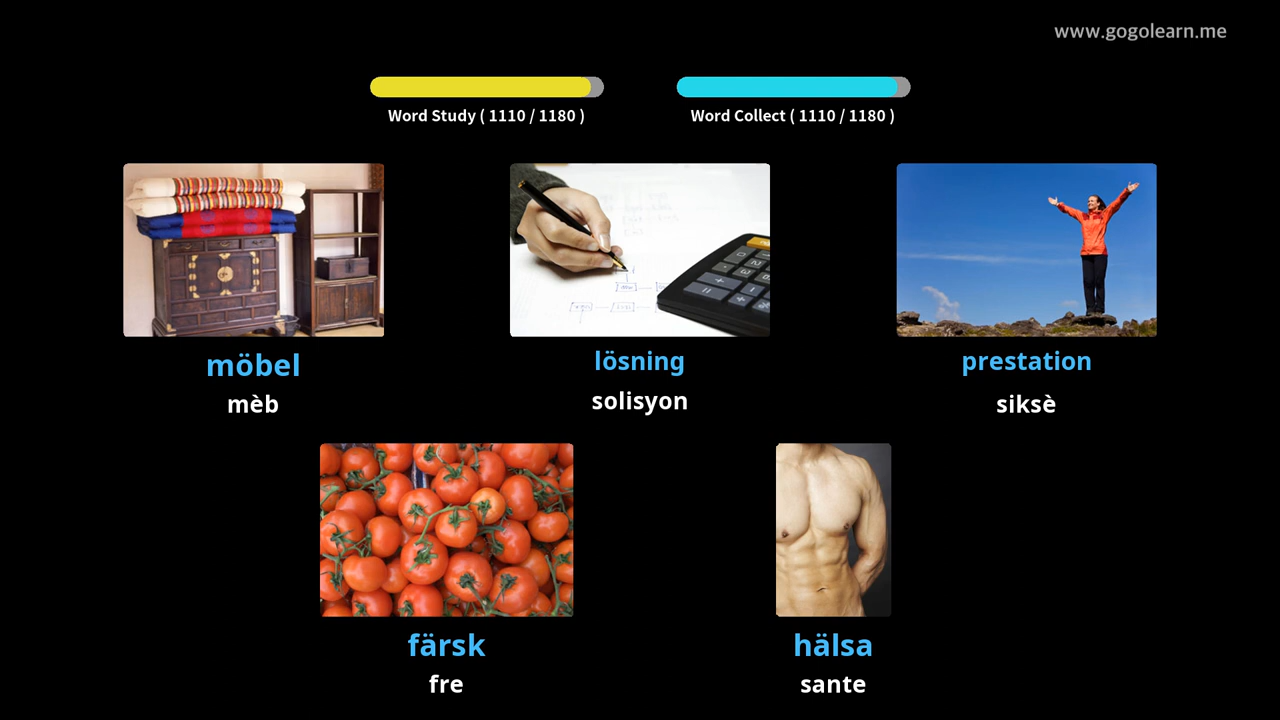 www.gogolearn.me
Word Study ( 1110 / 1180 )
Word Collect ( 1110 / 1180 )
möbel
lösning
prestation
mèb
solisyon
siksè
färsk
hälsa
fre
sante